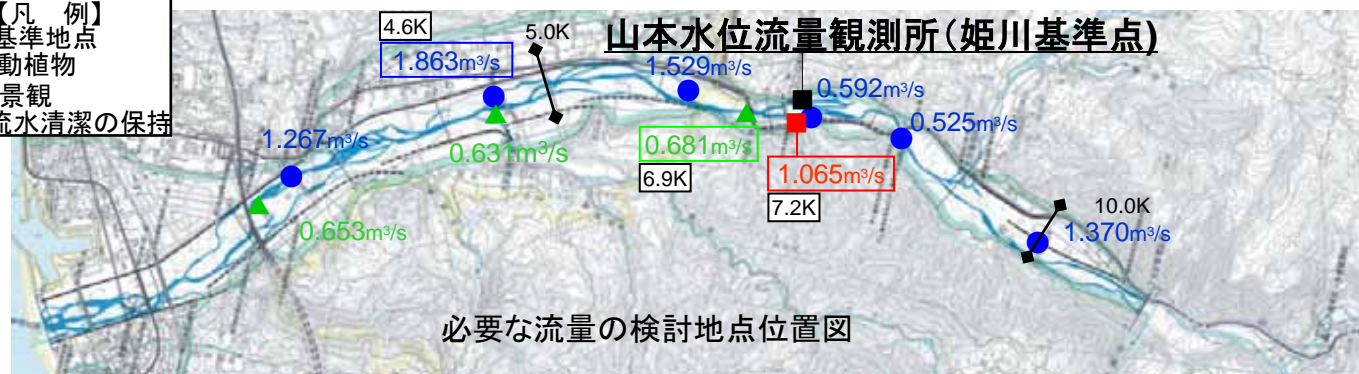 【凡　例】
基準地点
動植物
景観
流水清潔の保持
4.6K
5.0K
山本水位流量観測所（姫川基準点）
1.863m³/s
1.529m³/s
0.592m³/s
0.525m³/s
1.267m³/s
0.631m³/s
0.681m³/s
6.9K
1.065m³/s
7.2K
10.0K
1.370m³/s
0.653m³/s
必要な流量の検討地点位置図